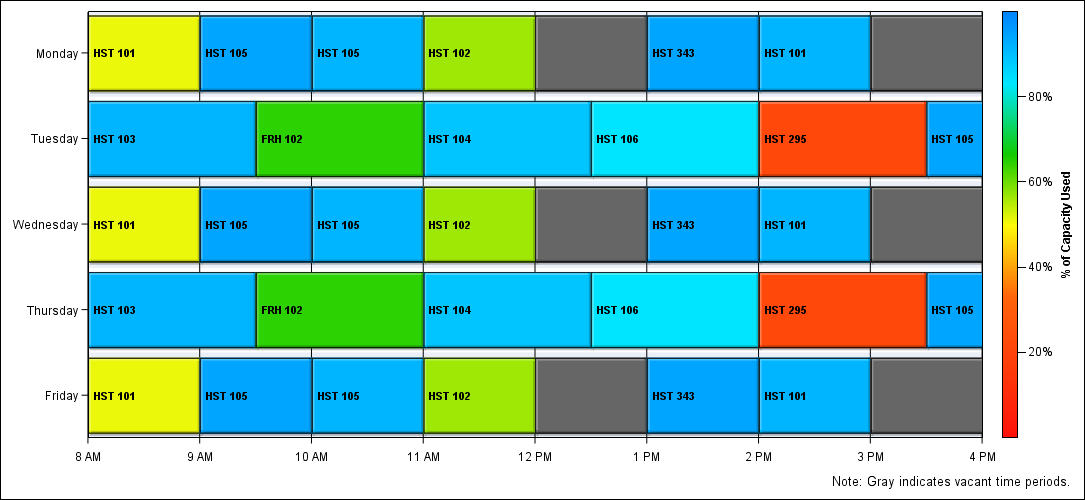 Monday HST 101 HST 105 HST 105 HST 102 HST 343 HST 101
80%
Tuesday HST 103 FRH 102 HST 104 HST 106 HST 295 HST 105
60%
Wednesday HST 101 HST 105 HST 105 HST 102 HST 343 HST 101
% of Capacity Used
40%
Thursday HST 103 FRH 102 HST 104 HST 106 HST 295 HST 105
20%
Friday HST 101 HST 105 HST 105 HST 102 HST 343 HST 101
8 AM 9 AM 10 AM 11 AM 12 PM 1 PM 2 PM 3 PM 4 PM
Note: Gray indicates vacant time periods.